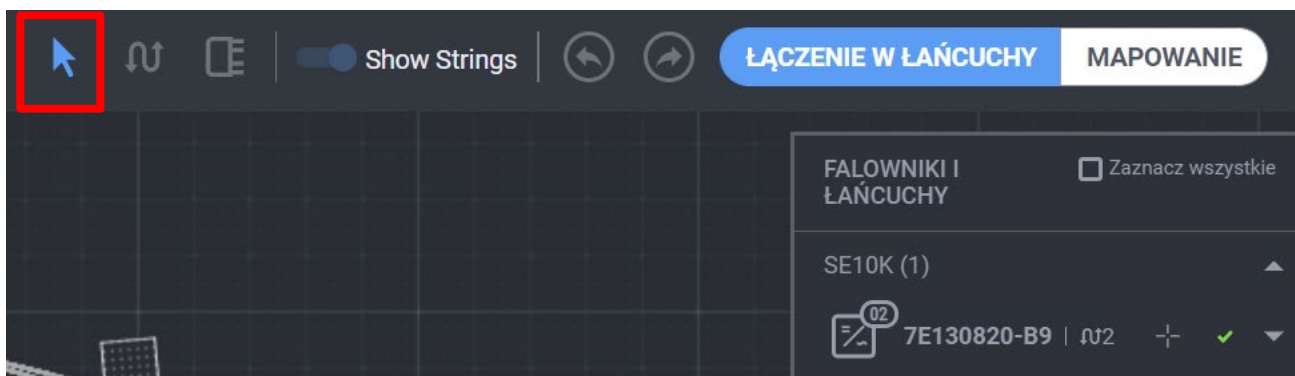 Show Strings
ŁĄCZENIE W ŁAŃCUCHY
MAPOWANIE
FALOWNIKI I
ŁAŃCUCHY
Zaznacz wszystkie
SE10K (1)
02
7E130820-B9 | 2